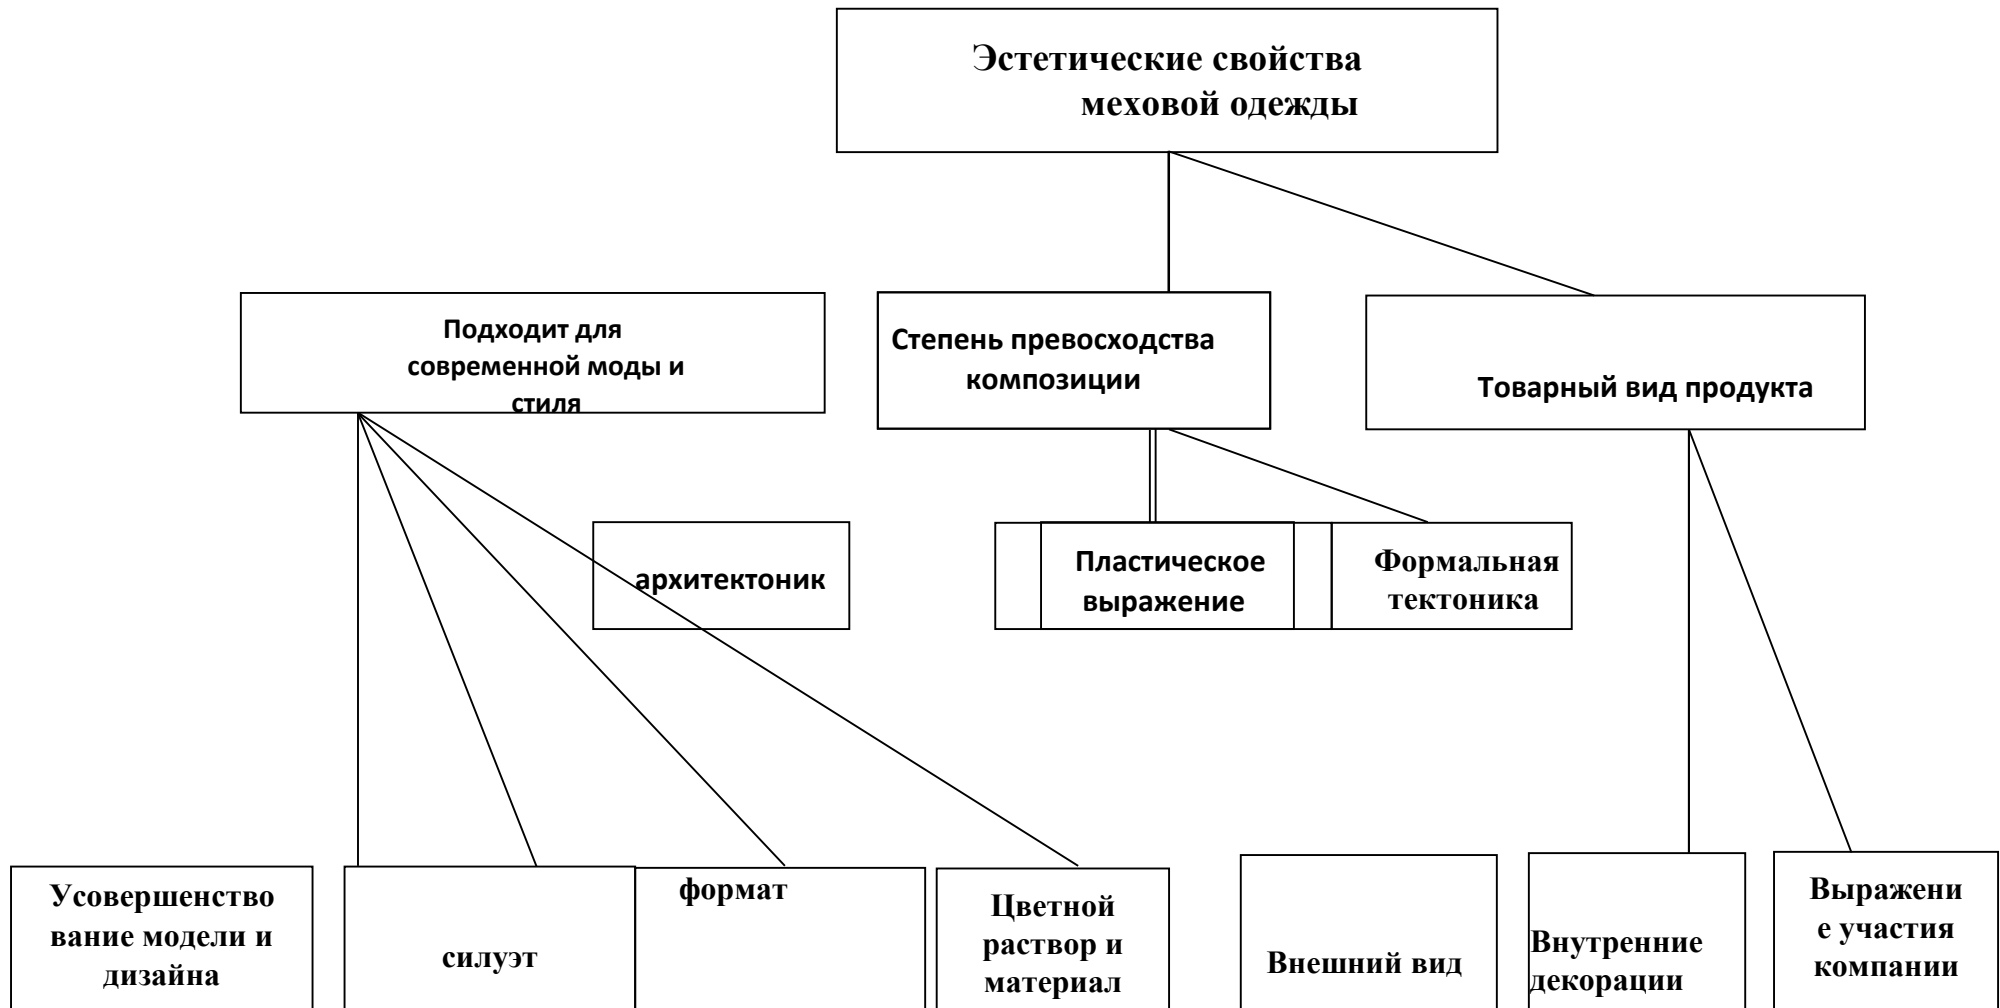 Эстетические свойства
меховой одежды
Подходит для
современной моды и
стиля
Степень превосходства
композиции
Товарный вид продукта
архитектоник
Пластическое
выражение
Формальная
тектоника
Усовершенство
вание модели и
дизайна
силуэт
формат
Цветной
раствор и
материал
Внешний вид
Внутренние
декорации
Выражени
е участия
компании